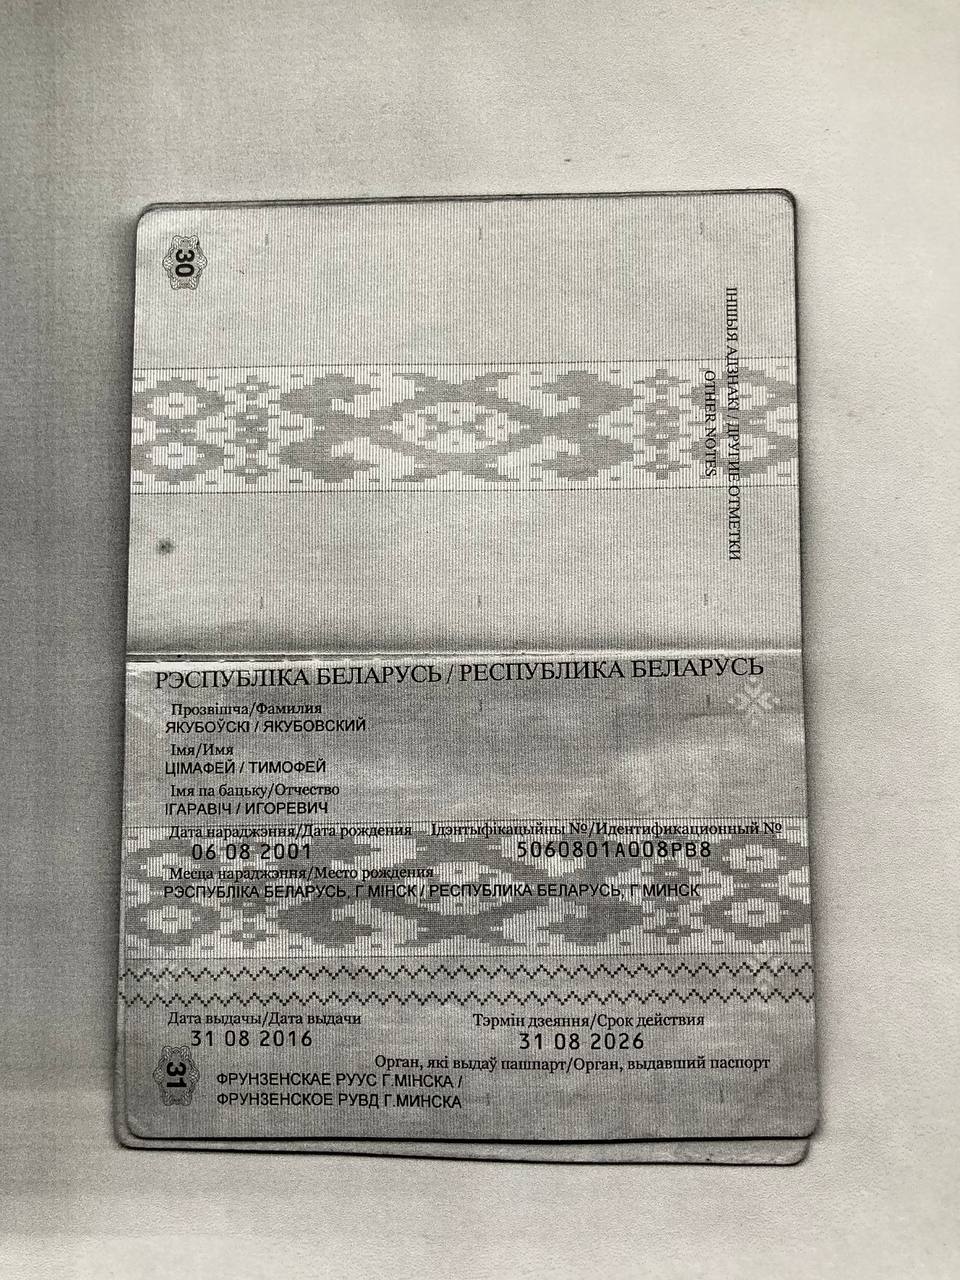 30
ІНШЫЯ АДЗНАКІ / ДРУГИЕ ОТМЕТКИ
OTHER NOTES
РЭСПУБЛІКА БЕЛАРУСЬ / РЕСПУБЛИКА БЕЛАРУСЬ
Прозвішча/Фамилия
ЯКУБОЎСКІ / ЯКУБОВСКИЙ
Імя/Имя
ЦІМАФЕЙ / ТИМОФЕЙ
Імя па бацьку/Отчество
ІГАРАВІЧ / ИГОРЕВИЧ
Дата нараджэння/Дата рождения Ідэнтыфікацыйны №/Идентификационный №
06 08 2001 5060801A008PB8
Месца нараджэння/Место рождения
РЭСПУБЛІКА БЕЛАРУСЬ, Г МІНСК / РЕСПУБЛИКА БЕЛАРУСЬ, Г МИНСК
Дата выдачы/Дата выдачи Тэрмін дзеяння/Срок действия
31 08 2016 31 08 2026
Орган, які выдаў пашпарт/Орган, выдавший паспорт
31
ФРУНЗЕНСКАЕ РУУС Г.МІНСКА /
ФРУНЗЕНСКОЕ РУВД Г.МИНСКА